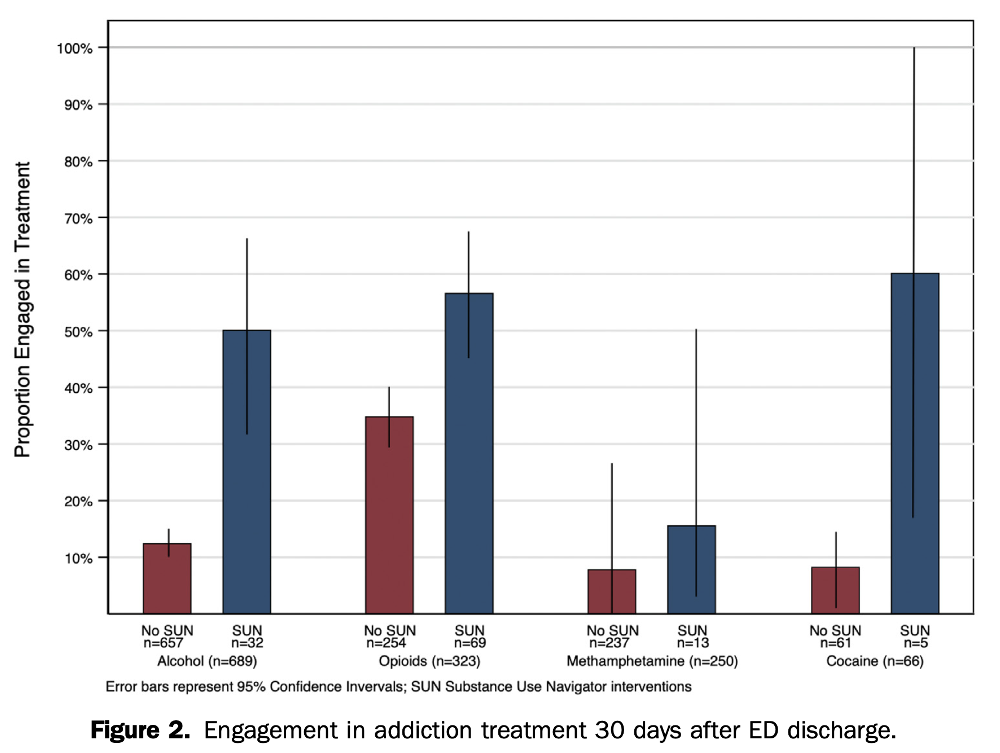 Proportion Engaged in Treatment
100%
90%
80%
70%
60%
50%
40%
30%
20%
10%
No SUN SUN No SUN SUN No SUN SUN No SUN SUN
n=657 n=32 n=254 n=69 n=237 n=13 n=61 n=5
Alcohol (n=689) Opioids (n=323) Methamphetamine (n=250) Cocaine (n=66)
Error bars represent 95% Confidence Invervals; SUN Substance Use Navigator interventions
Figure 2. Engagement in addiction treatment 30 days after ED discharge.